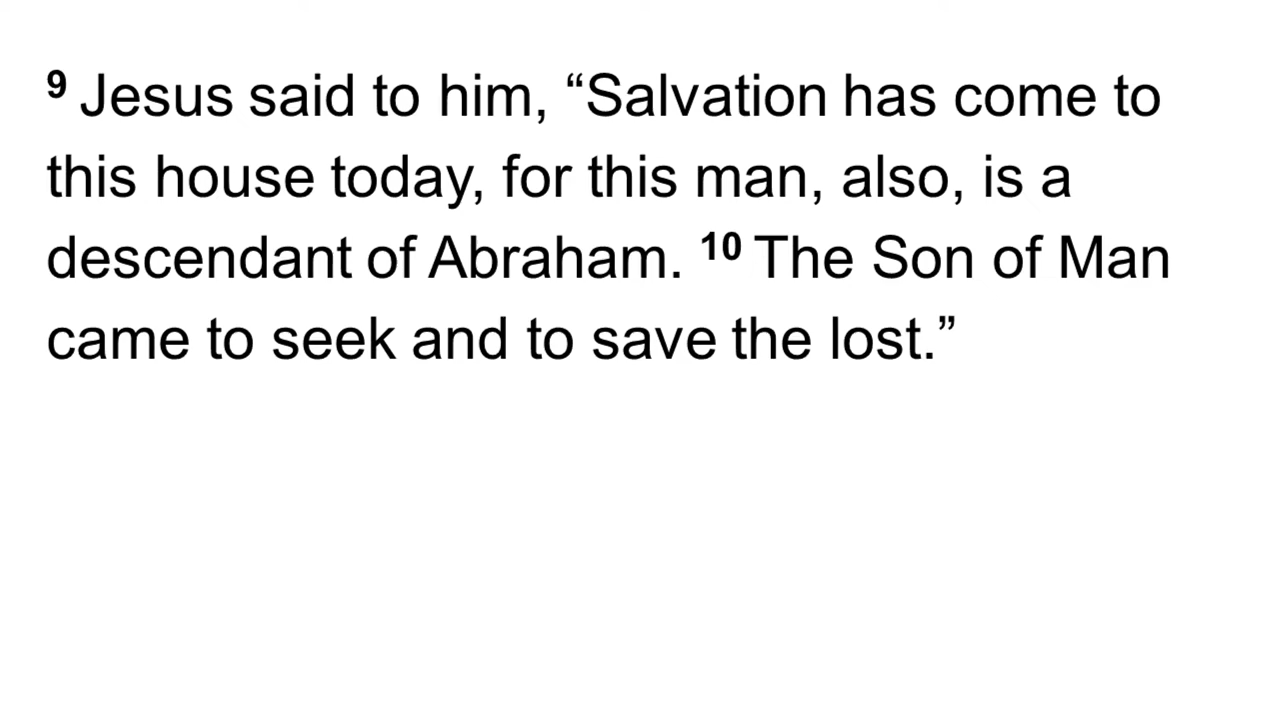 9 Jesus said to him, “Salvation has come to
this house today, for this man, also, is a
descendant of Abraham. 10 The Son of Man
came to seek and to save the lost.”